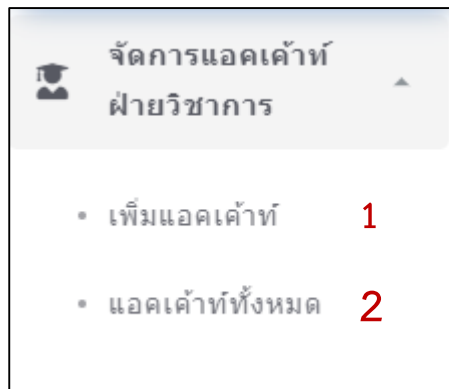 จัดการแอคเค้าท์
ฝ่ายวิชาการ
• เพิ่มแอคเค้าท์ 1
• แอคเค้าท์ทั้งหมด 2